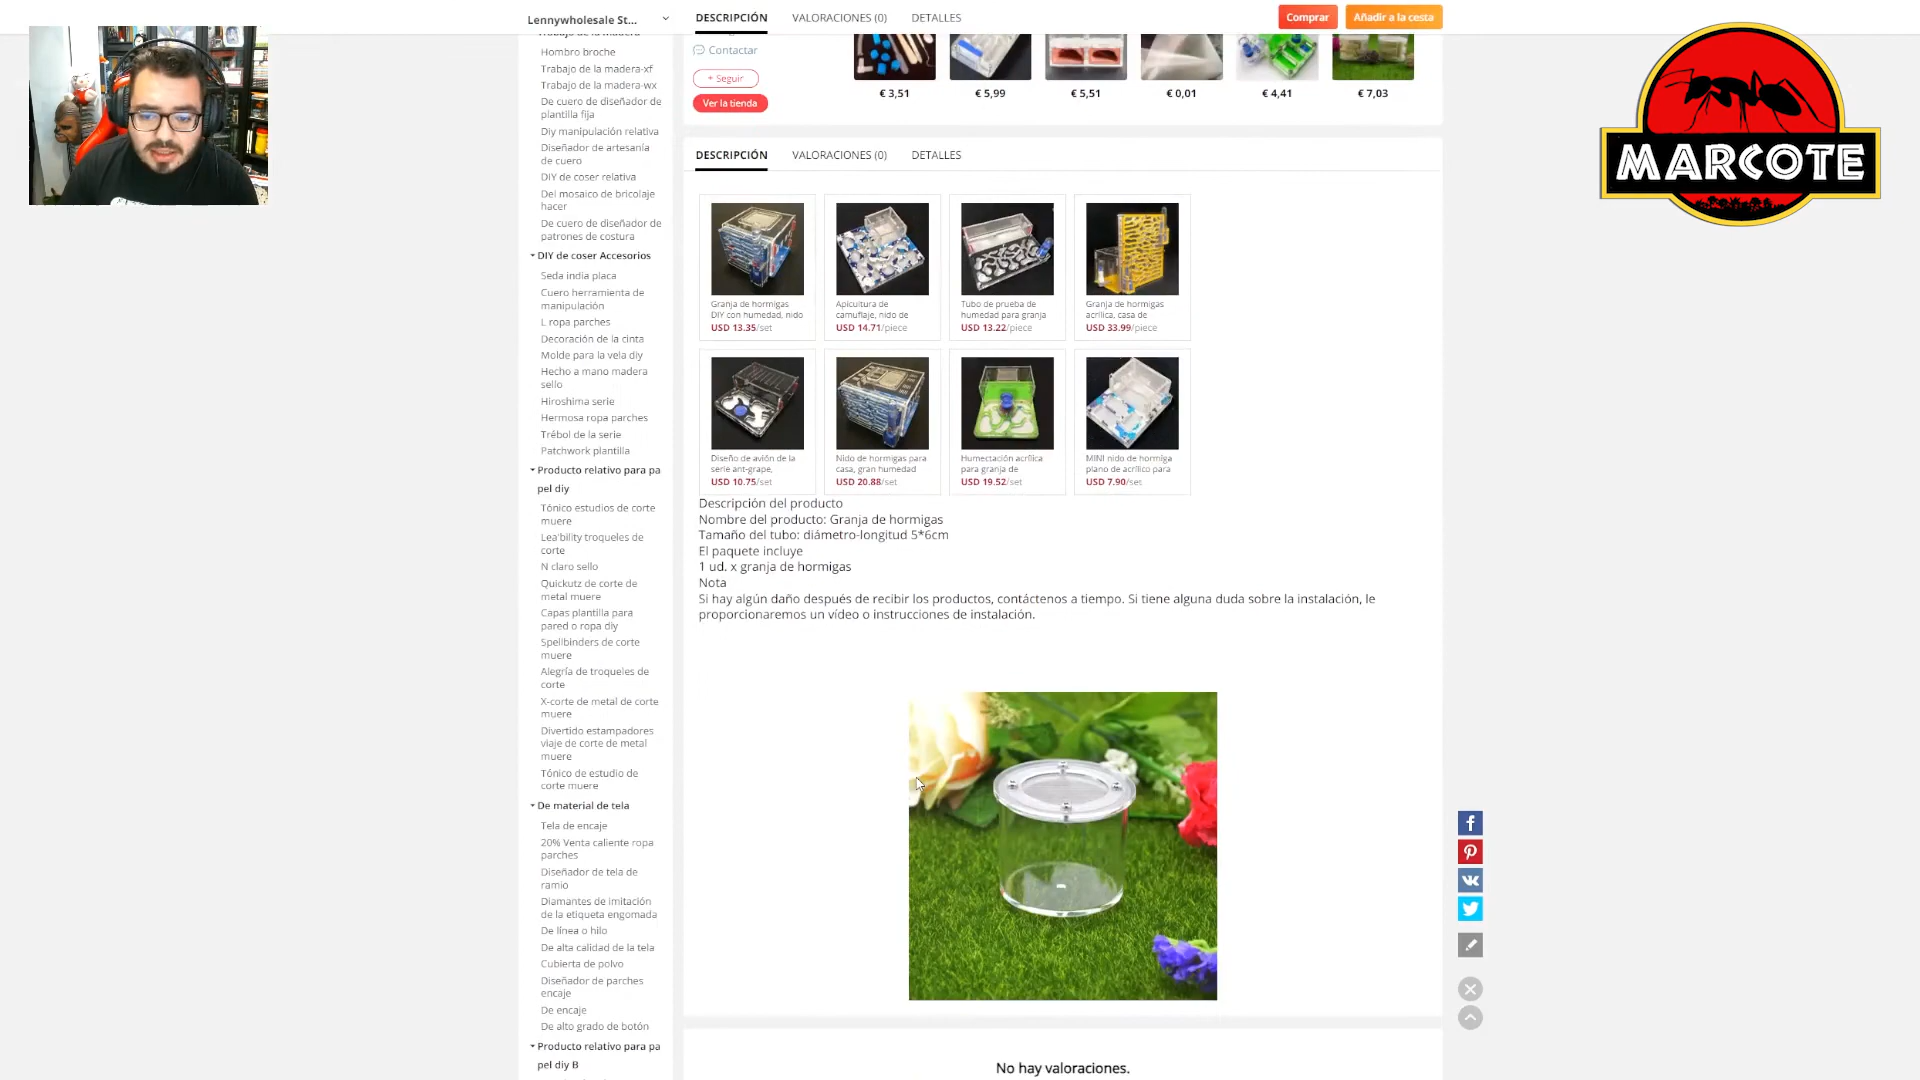 Lennywholesale St...
DESCRIPCIÓN
VALORACIONES (0)
DETALLES
Comprar
Añadir a la cesta
MARCOTE
Contactar
+ Seguir
Ver la tienda
€ 3,51
€ 5,99
€ 5,51
€ 0,01
€ 4,41
€ 7,03
Trabajo de la madera
Hombro broche
Trabajo de la madera-xf
Trabajo de la madera-wx
De cuero de diseñador de
plantilla fija
Diy manipulación relativa
Diseñador de artesanía
de cuero
DIY de coser relativa
Del mosaico de bricolaje
hacer
De cuero de diseñador de
patrones de costura
DIY de coser Accesorios
Seda india placa
Cuero herramienta de
manipulación
L ropa parches
Decoración de la cinta
Molde para la vela diy
Hecho a mano madera
sello
Hiroshima serie
Hermosa ropa parches
Trébol de la serie
Patchwork plantilla
Producto relativo para pa
pel diy
Tónico estudios de corte
muere
Lea'bility troqueles de
corte
N claro sello
Quickutz de corte de
metal muere
Capas plantilla para
pared o ropa diy
Spellbinders de corte
muere
Alegría de troqueles de
corte
X-corte de metal de corte
muere
Divertido estampadores
viaje de corte de metal
muere
Tónico de estudio de
corte muere
De material de tela
Tela de encaje
20% Venta caliente ropa
parches
Diseñador de tela de
ramio
Diamantes de imitación
de la etiqueta engomada
De línea o hilo
De alta calidad de la tela
Cubierta de polvo
Diseñador de parches
encaje
De encaje
De alto grado de botón
Producto relativo para pa
pel diy B
DESCRIPCIÓN
VALORACIONES (0)
DETALLES
Granja de hormigas
DIY con humedad, nido
USD 13.35/set
Apicultura de
camuflaje, nido de
USD 14.71/piece
Tubo de prueba de
humedad para granja
USD 13.22/piece
Granja de hormigas
acrílica, casa de
USD 33.99/piece
Diseño de avión de la
serie ant-grape,
USD 10.75/set
Nido de hormigas para
casa, gran humedad
USD 20.88/set
Humectación acrílica
para granja de
USD 19.52/set
MINI nido de hormiga
plano de acrílico para
USD 7.90/set
Descripción del producto
Nombre del producto: Granja de hormigas
Tamaño del tubo: diámetro-longitud 5*6cm
El paquete incluye
1 ud. x granja de hormigas
Nota
Si hay algún daño después de recibir los productos, contáctenos a tiempo. Si tiene alguna duda sobre la instalación, le
proporcionaremos un vídeo o instrucciones de instalación.
No hay valoraciones.